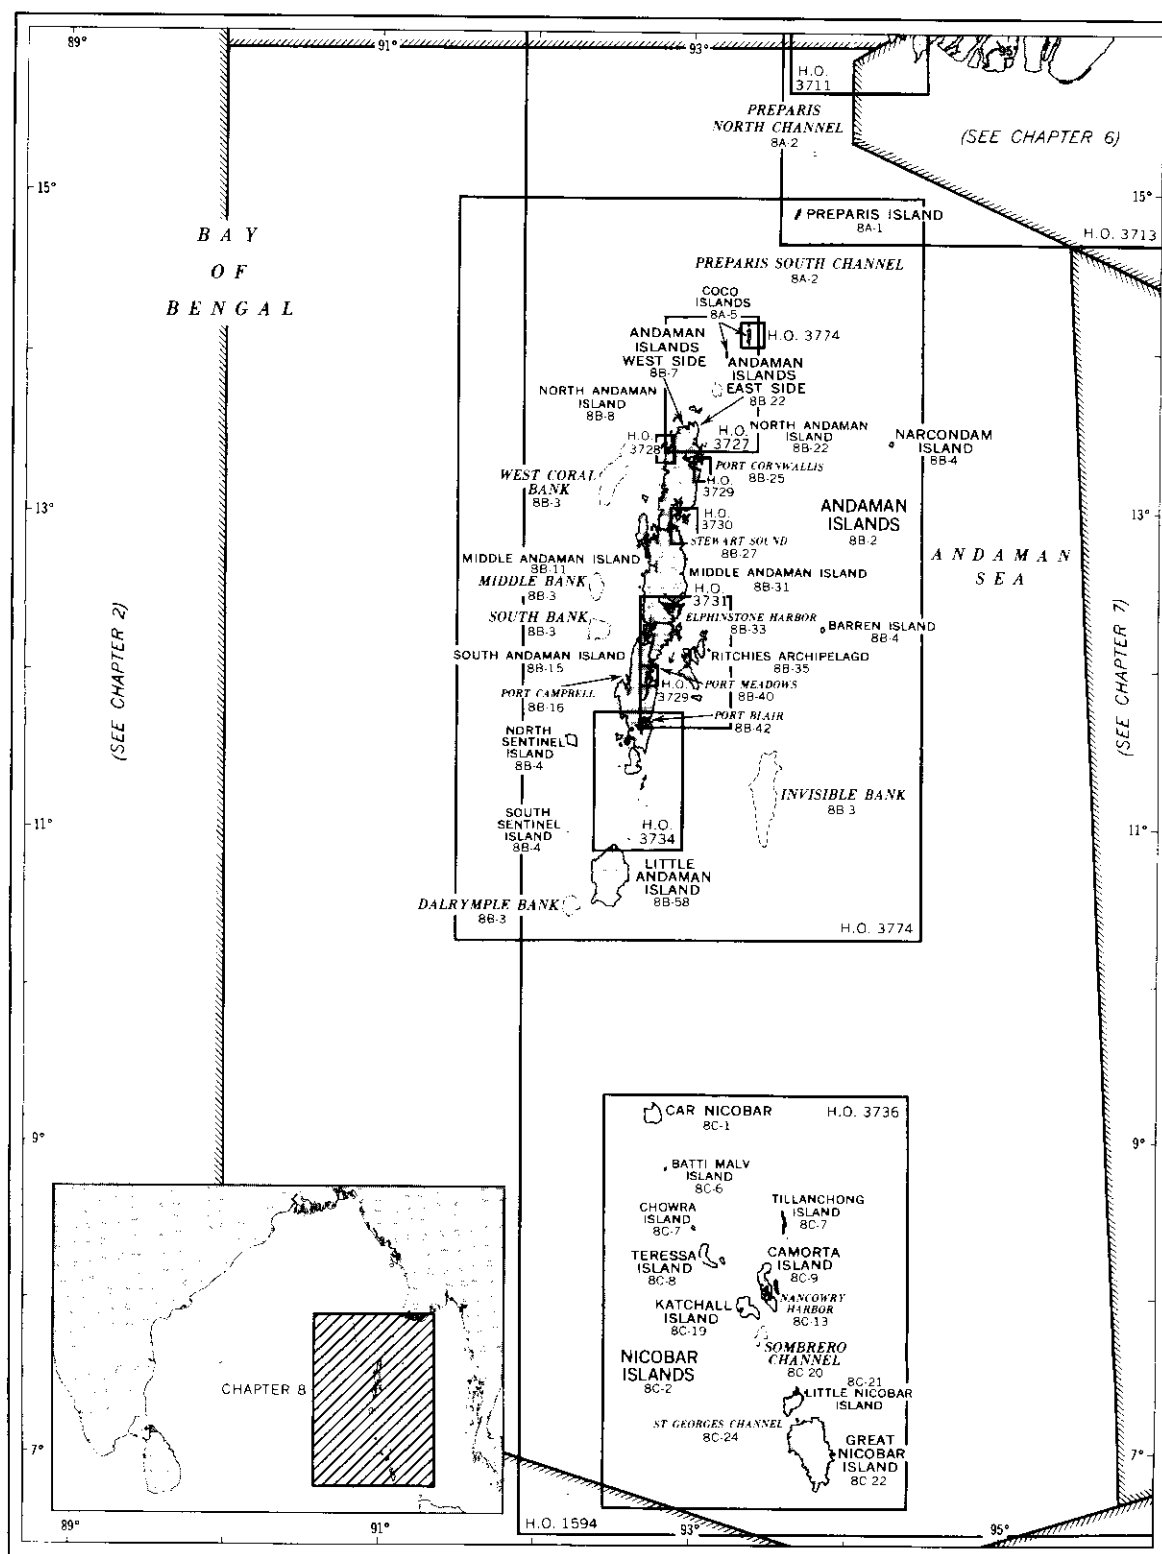 89°
91°
93°
H.O.
3711
PREPARIS
NORTH CHANNEL
8A-2
(SEE CHAPTER 6)
15°
15°
PREPARIS ISLAND
8A-1
H.O. 3713
BAY
OF
BENGAL
PREPARIS SOUTH CHANNEL
8A-2
COCO
ISLANDS
8A-5
H.O. 3774
ANDAMAN
ISLANDS
WEST SIDE
8B-7
ANDAMAN
ISLANDS
EAST SIDE
8B-22
NORTH ANDAMAN
ISLAND
8B-8
H.O.
3728
H.O.
3727
NORTH ANDAMAN
ISLAND
8B-22
NARCONDAM
ISLAND
8B-4
WEST CORAL
BANK
8B-3
PORT CORNWALLIS
8B-25
H.O.
3729
13°
13°
H.O.
3730
ANDAMAN
ISLANDS
8B-2
STEWART SOUND
8B-27
ANDAMAN
SEA
MIDDLE ANDAMAN ISLAND
8B-11
MIDDLE BANK
8B-3
MIDDLE ANDAMAN ISLAND
8B-31
H.O.
3731
SOUTH BANK
8B-3
ELPHINSTONE HARBOR
8B-33
BARREN ISLAND
8B-4
(SEE CHAPTER 2)
(SEE CHAPTER 7)
SOUTH ANDAMAN ISLAND
8B-15
RITCHIES ARCHIPELAGO
8B-35
PORT CAMPBELL
8B-16
H.O.
3729
PORT MEADOWS
8B-40
PORT BLAIR
8B-42
NORTH
SENTINEL
ISLAND
8B-4
INVISIBLE BANK
8B 3
SOUTH
SENTINEL
ISLAND
8B-4
H.O.
3734
11°
11°
LITTLE
ANDAMAN
ISLAND
8B-58
DALRYMPLE BANK
8B-3
H.O. 3774
CAR NICOBAR
8C-1
H.O. 3736
9°
9°
BATTI MALV
ISLAND
8C-6
CHOWRA
ISLAND
8C-7
TILLANCHONG
ISLAND
8C-7
TERESSA
ISLAND
8C-8
CAMORTA
ISLAND
8C-9
NANCOWRY
HARBOR
8C-13
KATCHALL
ISLAND
8C-19
SOMBRERO
CHANNEL
8C-20
NICOBAR
ISLANDS
8C-2
8C-21
LITTLE NICOBAR
ISLAND
CHAPTER 8
ST GEORGES CHANNEL
8C-24
GREAT
NICOBAR
ISLAND
8C 22
7°
7°
H.O. 1594
89°
91°
93°
95°